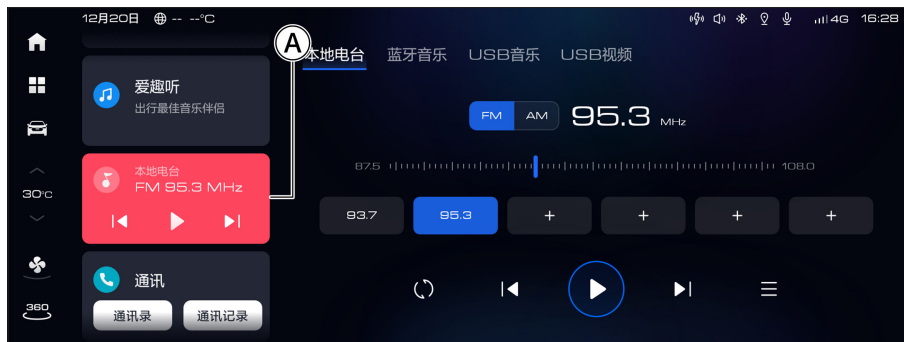 12月20日 -- --°C 4G 16:28
A
本地电台 蓝牙音乐 USB音乐 USB视频
爱趣听
出行最佳音乐伴侣
FM AM 95.3 MHz
87.5 108.0
本地电台
FM 95.3 MHz
30°C
93.7 95.3 + + + +
通讯
通讯录 通讯记录
360